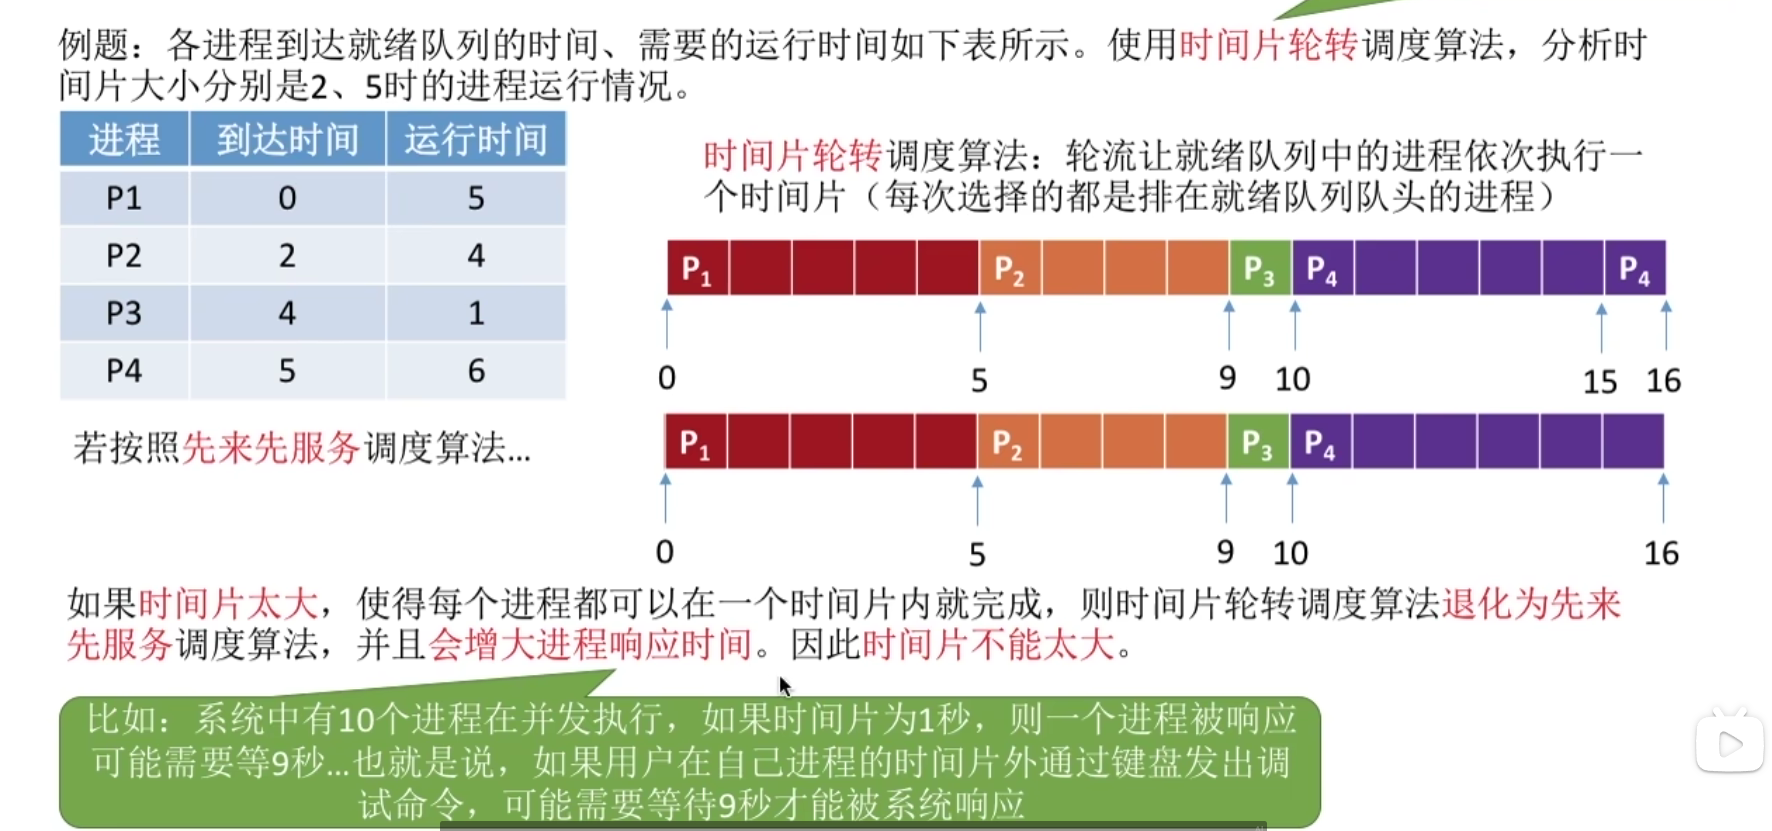 例题：各进程到达就绪队列的时间、需要的运行时间如下表所示。使用时间片轮转调度算法，分析时
间片大小分别是2、5时的进程运行情况。
进程 到达时间 运行时间
P1 0 5
P2 2 4
P3 4 1
P4 5 6
时间片轮转调度算法：轮流让就绪队列中的进程依次执行一
个时间片（每次选择的都是排在就绪队列队头的进程）
P₁ P₂ P₃ P₄ P₄
0 5 9 10 15 16
若按照先来先服务调度算法...
P₁ P₂ P₃ P₄
0 5 9 10 16
如果时间片太大，使得每个进程都可以在一个时间片内就完成，则时间片轮转调度算法退化为先来
先服务调度算法，并且会增大进程响应时间。因此时间片不能太大。
比如：系统中有10个进程在并发执行，如果时间片为1秒，则一个进程被响应
可能需要等9秒...也就是说，如果用户在自己进程的时间片外通过键盘发出调
试命令，可能需要等待9秒才能被系统响应